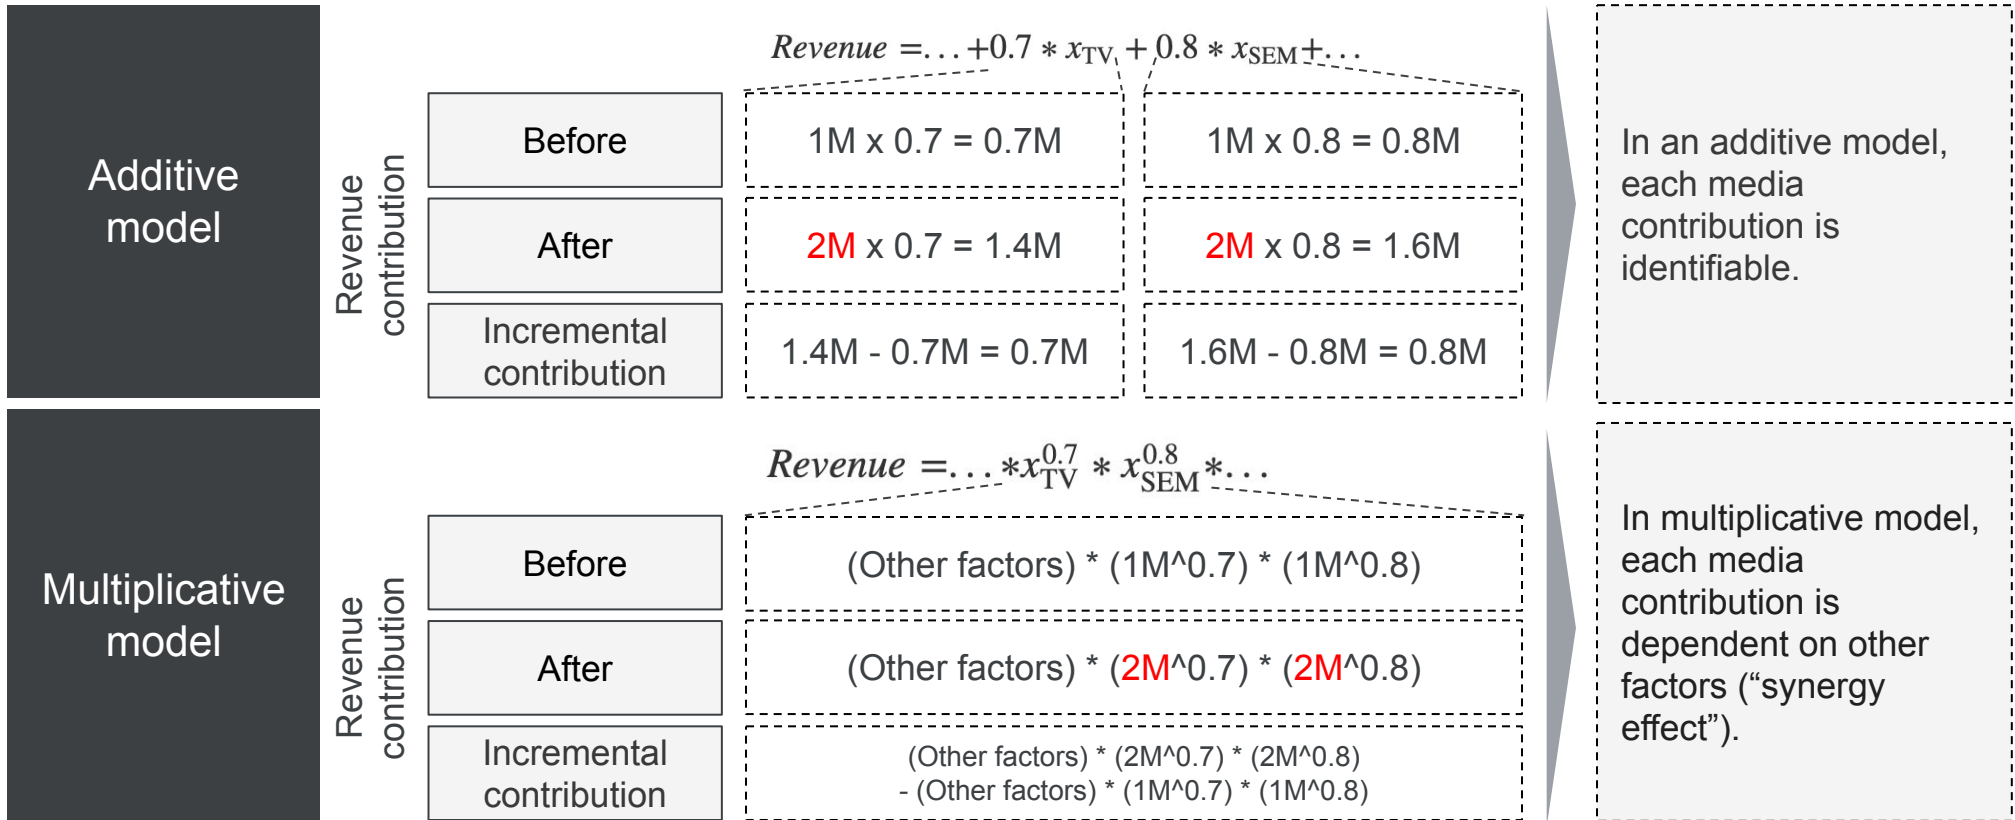 Additive
model
Revenue
contribution
Revenue =...+0.7 * x_TV + 0.8 * x_SEM+...
Before
1M x 0.7 = 0.7M
1M x 0.8 = 0.8M
After
2M x 0.7 = 1.4M
2M x 0.8 = 1.6M
Incremental
contribution
1.4M - 0.7M = 0.7M
1.6M - 0.8M = 0.8M
In an additive model,
each media
contribution is
identifiable.
Multiplicative
model
Revenue
contribution
Revenue =...*x_TV^0.7 * x_SEM^0.8 *...
Before
(Other factors) * (1M^0.7) * (1M^0.8)
After
(Other factors) * (2M^0.7) * (2M^0.8)
Incremental
contribution
(Other factors) * (2M^0.7) * (2M^0.8)
- (Other factors) * (1M^0.7) * (1M^0.8)
In multiplicative model,
each media
contribution is
dependent on other
factors (“synergy
effect”).